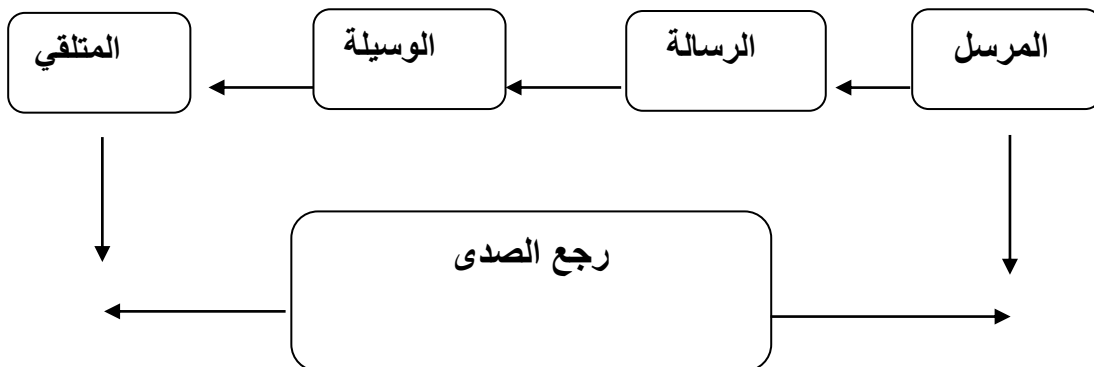 المرسل
الرسالة
الوسيلة
المتلقي
رجع الصدى